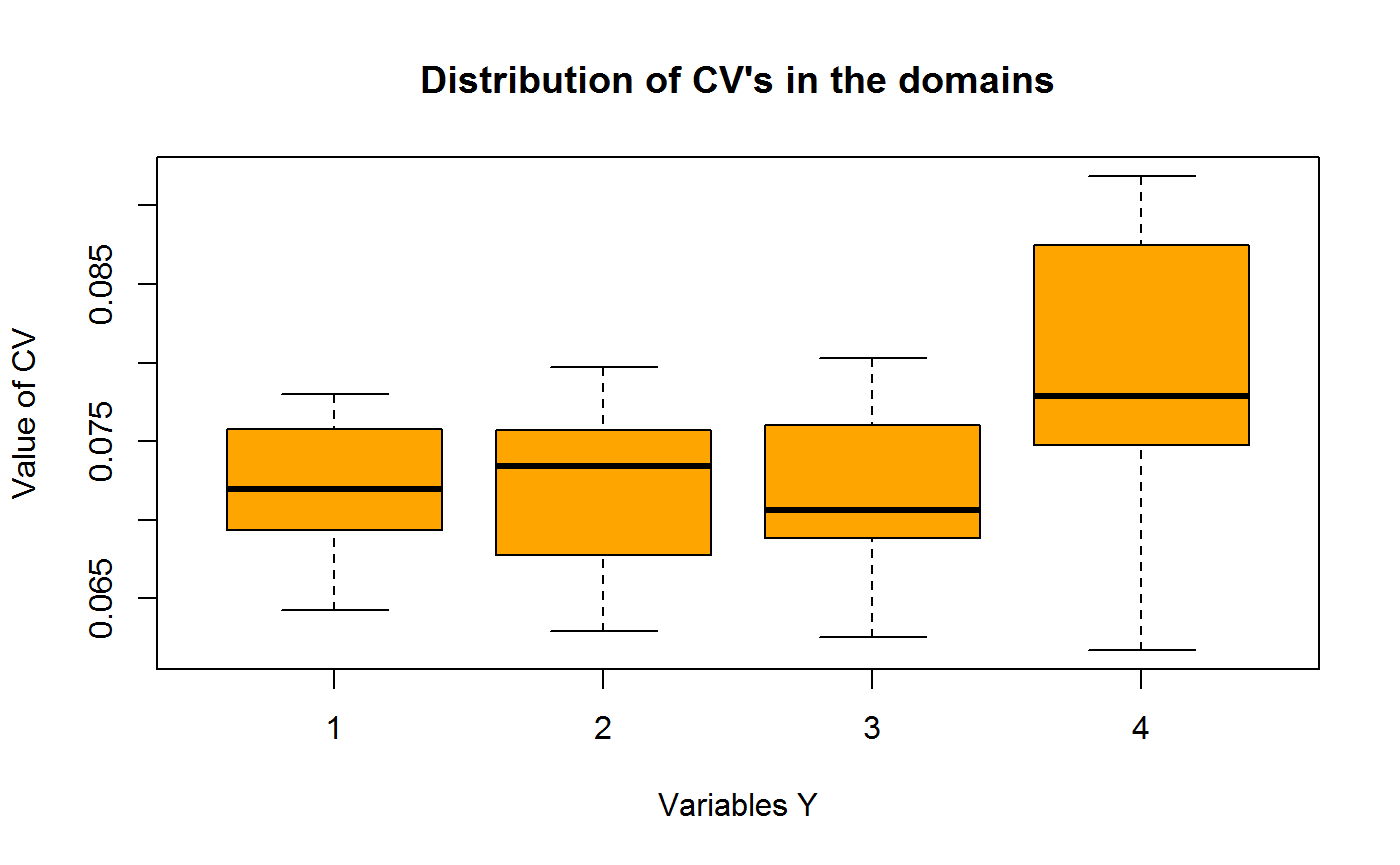 Distribution of CV's in the domains
Value of CV
0.085
0.075
0.065
1 2 3 4
Variables Y